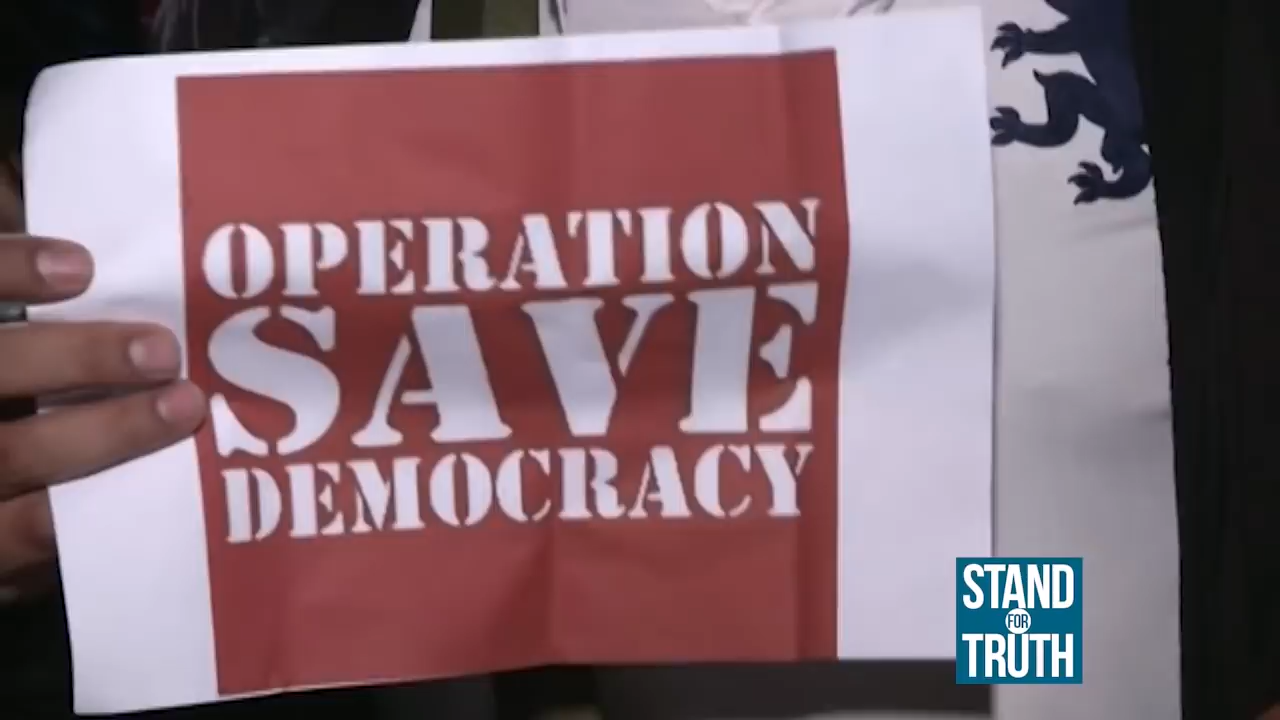 OPERATION
SAVE
DEMOCRACY
STAND
FOR
TRUTH